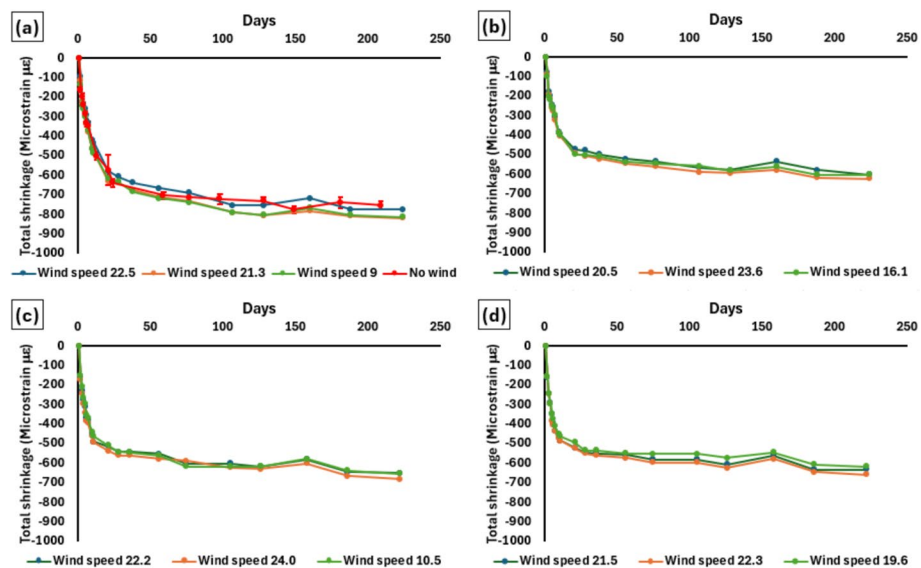 (a)
Days
0 50 100 150 200 250
0
-100
-200
-300
-400
-500
-600
-700
-800
-900
-1000
Total shrinkage (Microstrain με)
Wind speed 22.5 Wind speed 21.3 Wind speed 9 No wind
(b)
Days
0 50 100 150 200 250
0
-100
-200
-300
-400
-500
-600
-700
-800
-900
-1000
Total shrinkage (Microstrain με)
Wind speed 20.5 Wind speed 23.6 Wind speed 16.1
(c)
Days
0 50 100 150 200 250
0
-100
-200
-300
-400
-500
-600
-700
-800
-900
-1000
Total shrinkage (Microstrain με)
Wind speed 22.2 Wind speed 24.0 Wind speed 10.5
(d)
Days
0 50 100 150 200 250
0
-100
-200
-300
-400
-500
-600
-700
-800
-900
-1000
Total shrinkage (Microstrain με)
Wind speed 21.5 Wind speed 22.3 Wind speed 19.6